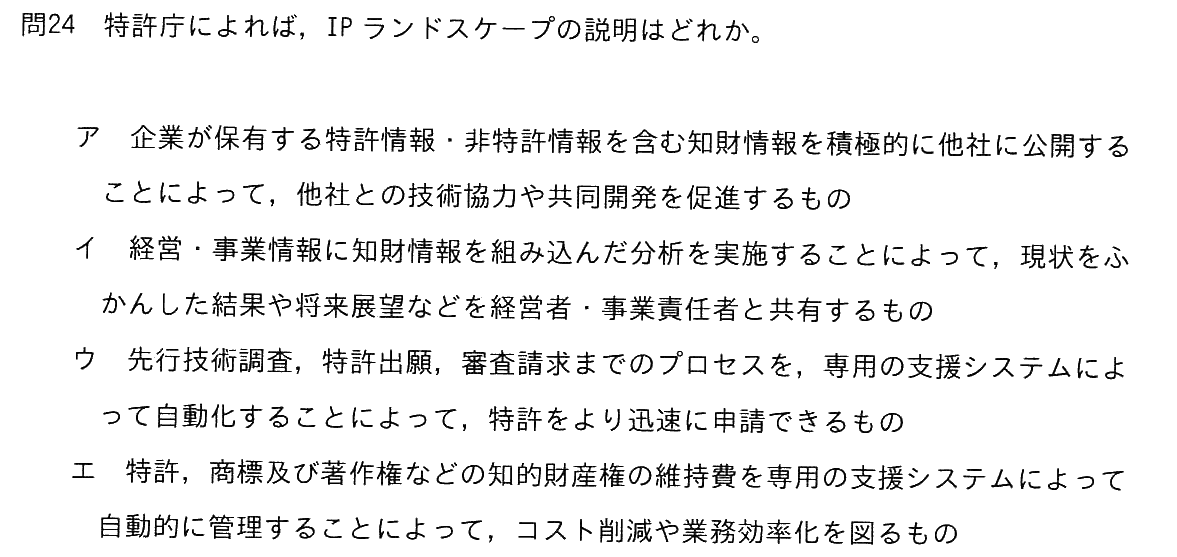 問24　特許庁によれば，IP ランドスケープの説明はどれか。
ア　企業が保有する特許情報・非特許情報を含む知財情報を積極的に他社に公開する
ことによって，他社との技術協力や共同開発を促進するもの
イ　経営・事業情報に知財情報を組み込んだ分析を実施することによって，現状をふ
かんした結果や将来展望などを経営者・事業責任者と共有するもの
ウ　先行技術調査，特許出願，審査請求までのプロセスを，専用の支援システムによ
って自動化することによって，特許をより迅速に申請できるもの
エ　特許，商標及び著作権などの知的財産権の維持費を専用の支援システムによって
自動的に管理することによって，コスト削減や業務効率化を図るもの